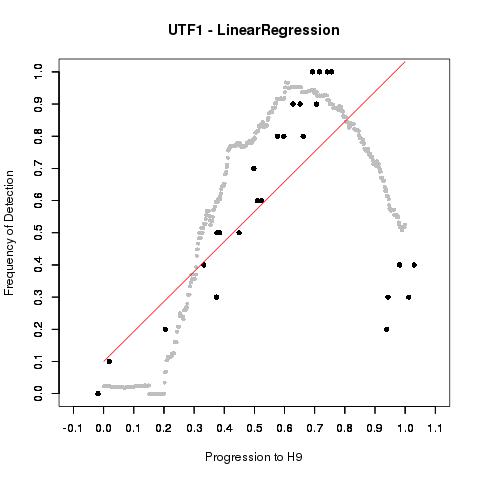 UTF1 - LinearRegression
Frequency of Detection
1.0
0.9
0.8
0.7
0.6
0.5
0.4
0.3
0.2
0.1
0.0
-0.1 0.0 0.1 0.2 0.3 0.4 0.5 0.6 0.7 0.8 0.9 1.0 1.1
Progression to H9